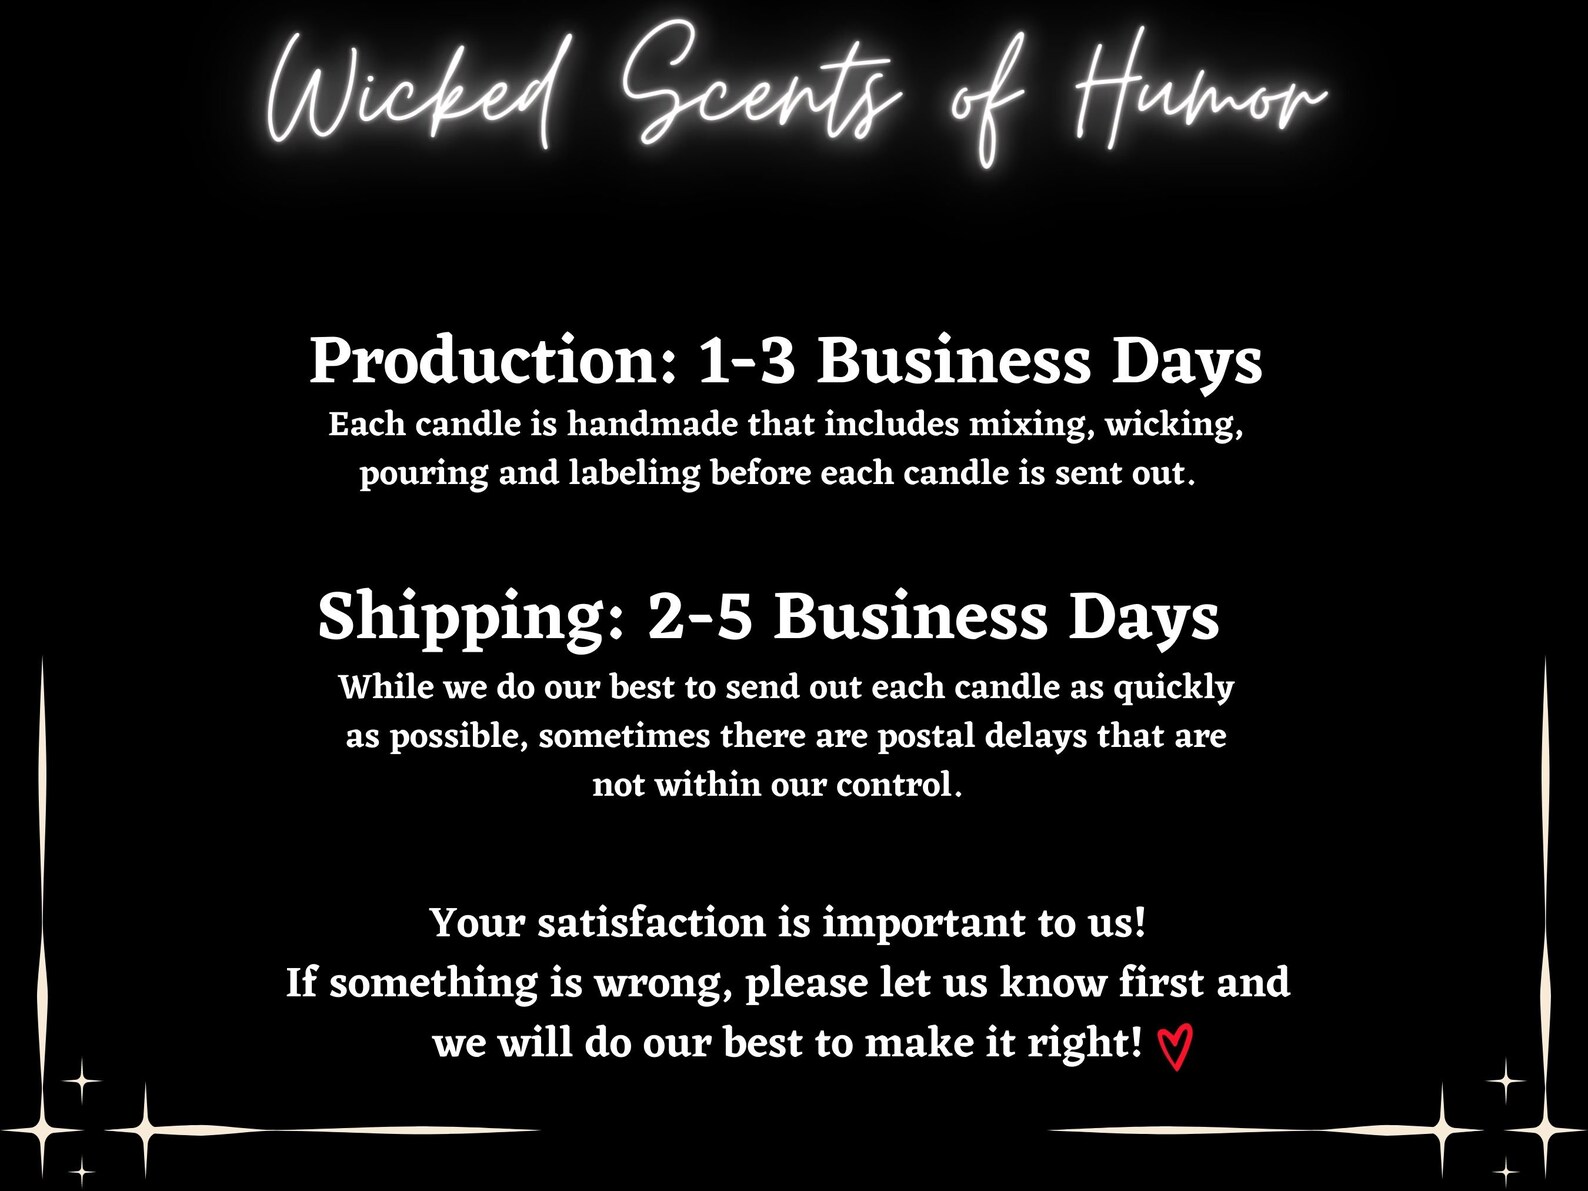 Wicked Scents of Humor
Production: 1-3 Business Days
Each candle is handmade that includes mixing, wicking,
pouring and labeling before each candle is sent out.
Shipping: 2-5 Business Days
While we do our best to send out each candle as quickly
as possible, sometimes there are postal delays that are
not within our control.
Your satisfaction is important to us!
If something is wrong, please let us know first and
we will do our best to make it right!